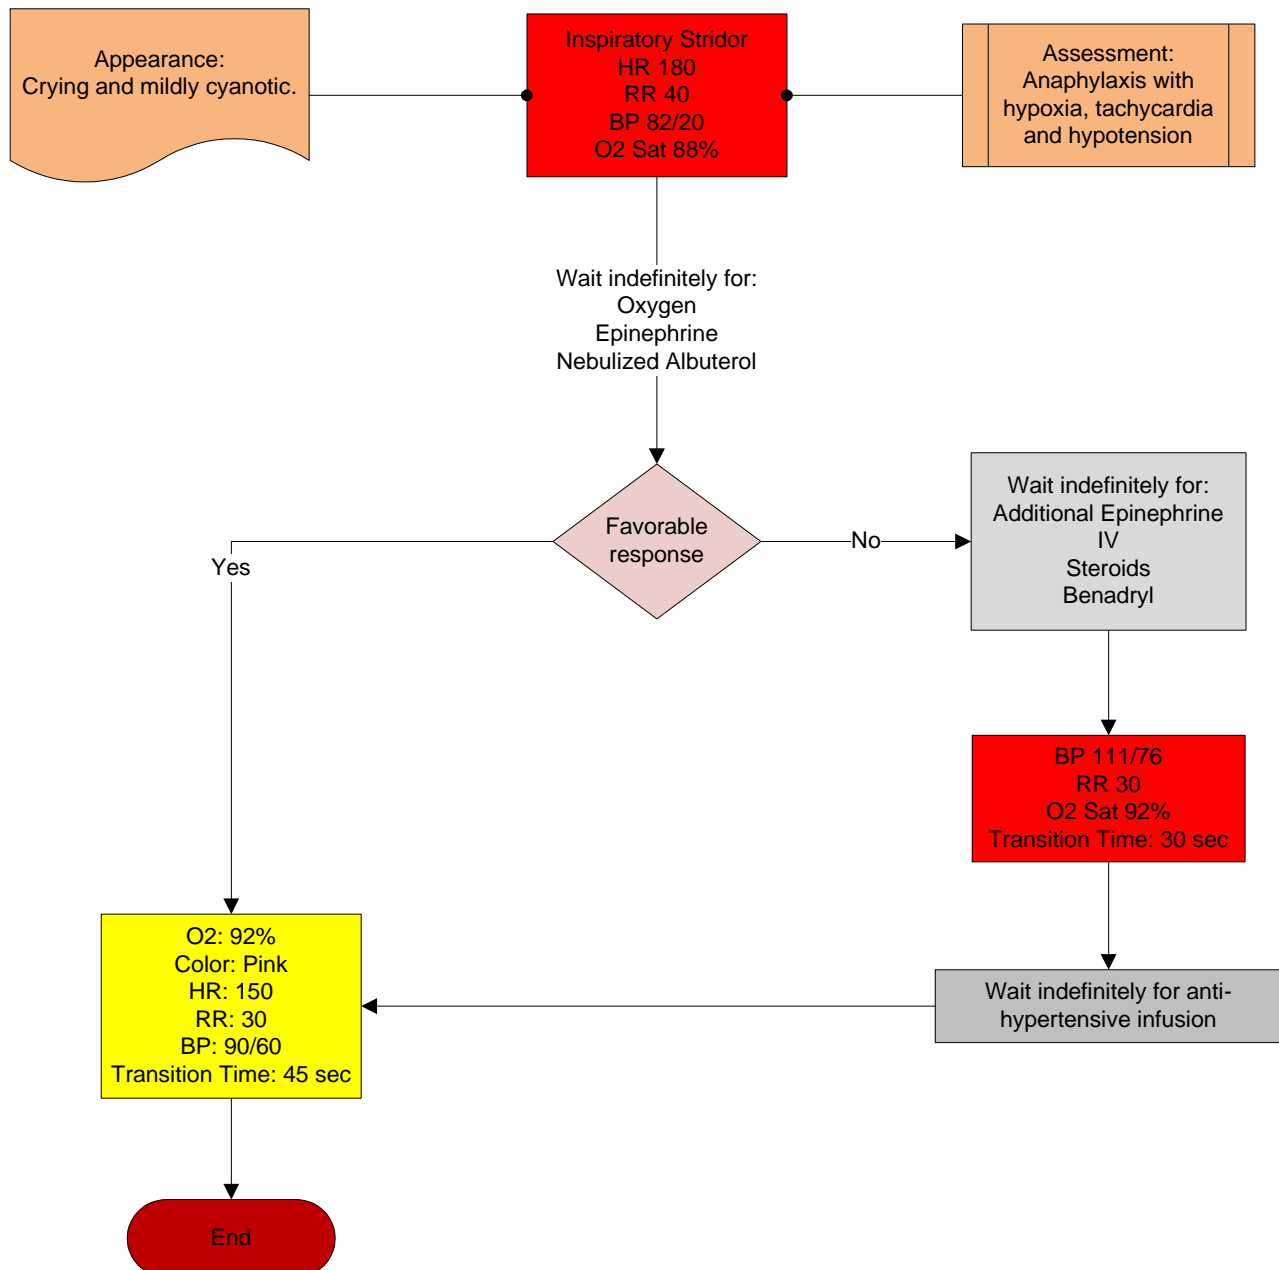 Appearance:
Crying and mildly cyanotic.
Inspiratory Stridor
HR 180
RR 40
BP 82/20
O2 Sat 88%
Assessment:
Anaphylaxis with
hypoxia, tachycardia
and hypotension
Wait indefinitely for:
Oxygen
Epinephrine
Nebulized Albuterol
Favorable
response
Yes
No
Wait indefinitely for:
Additional Epinephrine
IV
Steroids
Benadryl
BP 111/76
RR 30
O2 Sat 92%
Transition Time: 30 sec
Wait indefinitely for anti-
hypertensive infusion
O2: 92%
Color: Pink
HR: 150
RR: 30
BP: 90/60
Transition Time: 45 sec
End